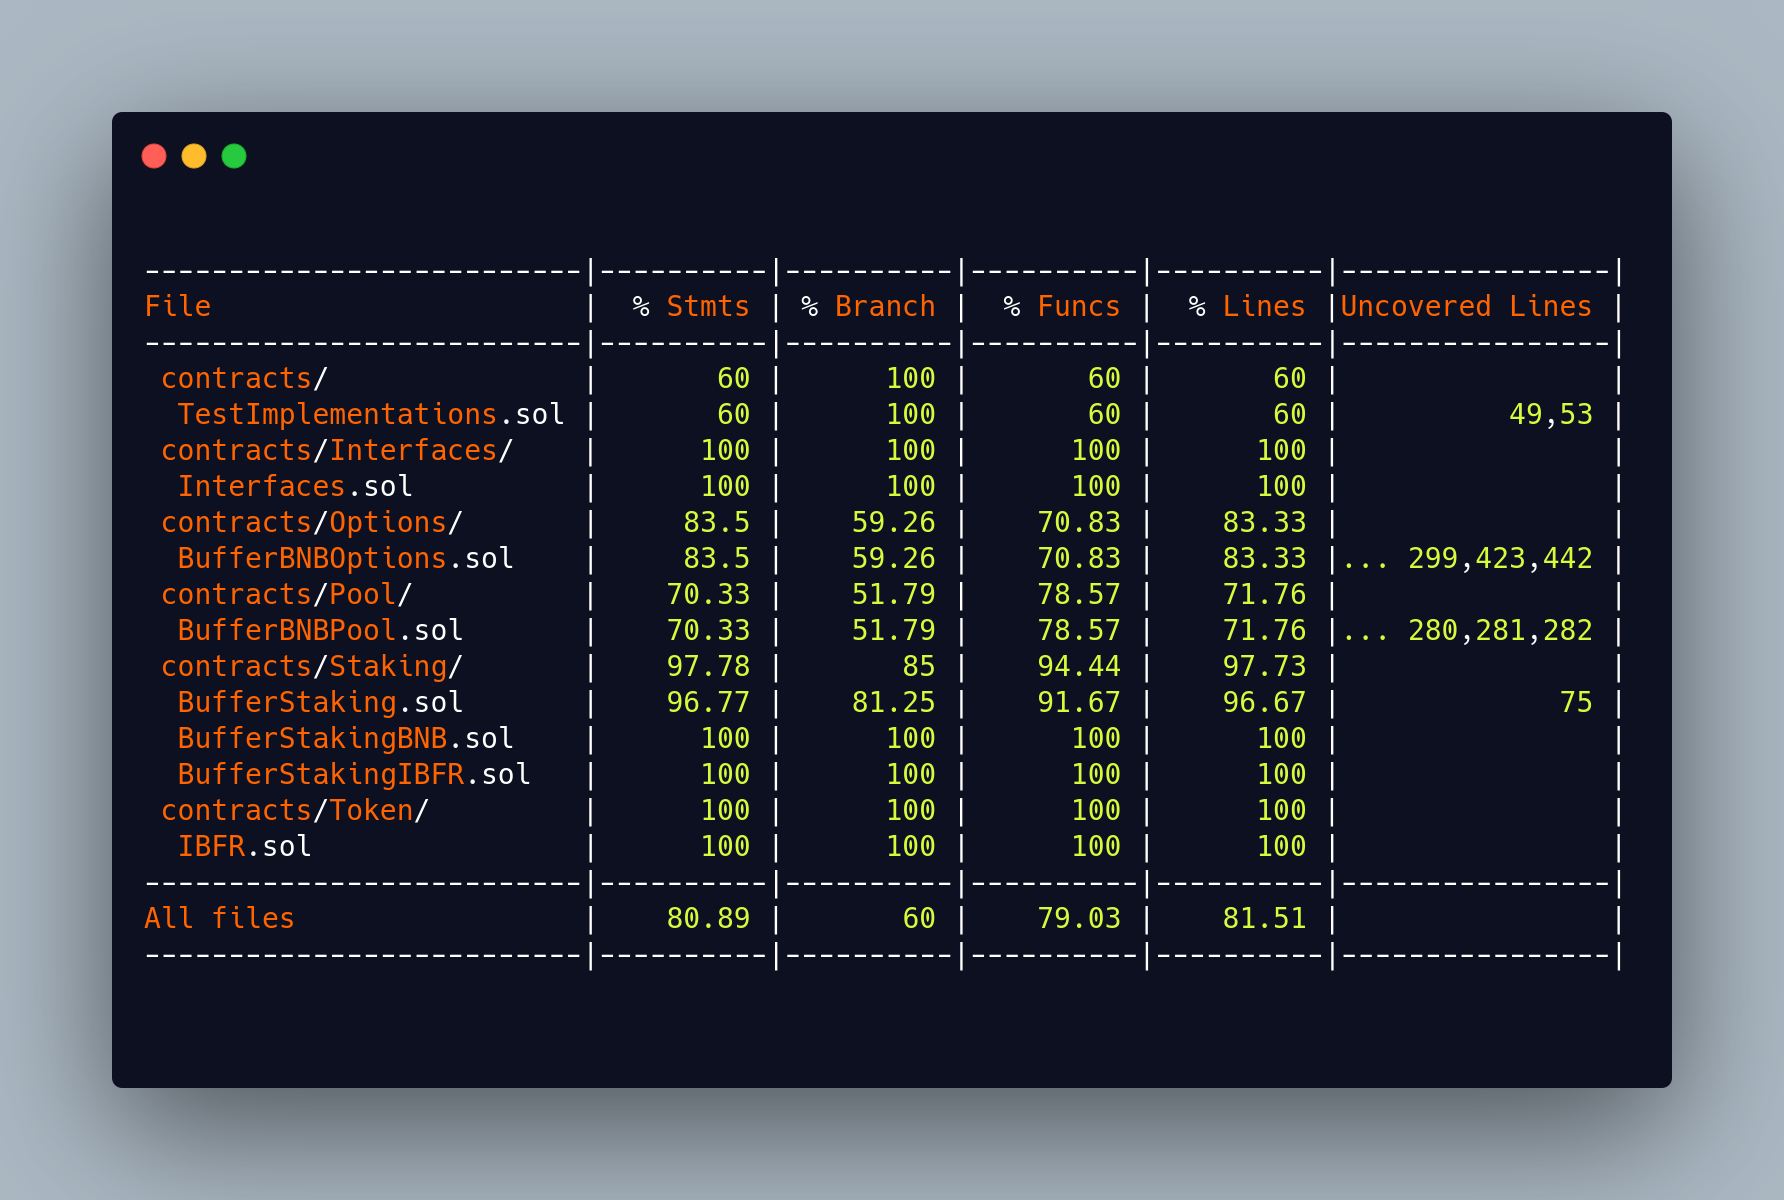 --------------------------|----------|----------|----------|----------|----------------|
File                      |  % Stmts | % Branch |  % Funcs |  % Lines |Uncovered Lines |
--------------------------|----------|----------|----------|----------|----------------|
 contracts/               |       60 |      100 |       60 |       60 |                |
  TestImplementations.sol |       60 |      100 |       60 |       60 |          49,53 |
 contracts/Interfaces/    |      100 |      100 |      100 |      100 |                |
  Interfaces.sol          |      100 |      100 |      100 |      100 |                |
 contracts/Options/       |     83.5 |    59.26 |    70.83 |    83.33 |                |
  BufferBNBOptions.sol    |     83.5 |    59.26 |    70.83 |    83.33 |... 299,423,442 |
 contracts/Pool/          |    70.33 |    51.79 |    78.57 |    71.76 |                |
  BufferBNBPool.sol       |    70.33 |    51.79 |    78.57 |    71.76 |... 280,281,282 |
 contracts/Staking/       |    97.78 |       85 |    94.44 |    97.73 |                |
  BufferStaking.sol       |    96.77 |    81.25 |    91.67 |    96.67 |             75 |
  BufferStakingBNB.sol    |      100 |      100 |      100 |      100 |                |
  BufferStakingIBFR.sol   |      100 |      100 |      100 |      100 |                |
 contracts/Token/         |      100 |      100 |      100 |      100 |                |
  IBFR.sol                |      100 |      100 |      100 |      100 |                |
--------------------------|----------|----------|----------|----------|----------------|
All files                 |    80.89 |       60 |    79.03 |    81.51 |                |
--------------------------|----------|----------|----------|----------|----------------|